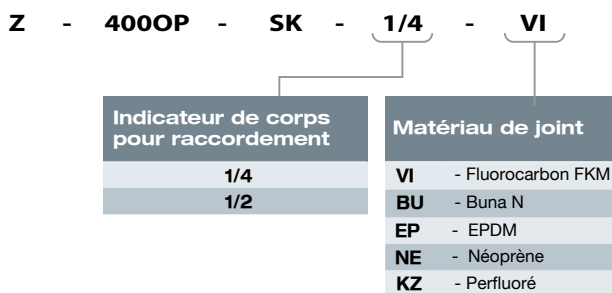 Z - 400OP - SK - 1/4 - VI
Indicateur de corps
pour raccordement
1/4
1/2
Matériau de joint
VI - Fluorocarbon FKM
BU - Buna N
EP - EPDM
NE - Néoprène
KZ - Perfluoré